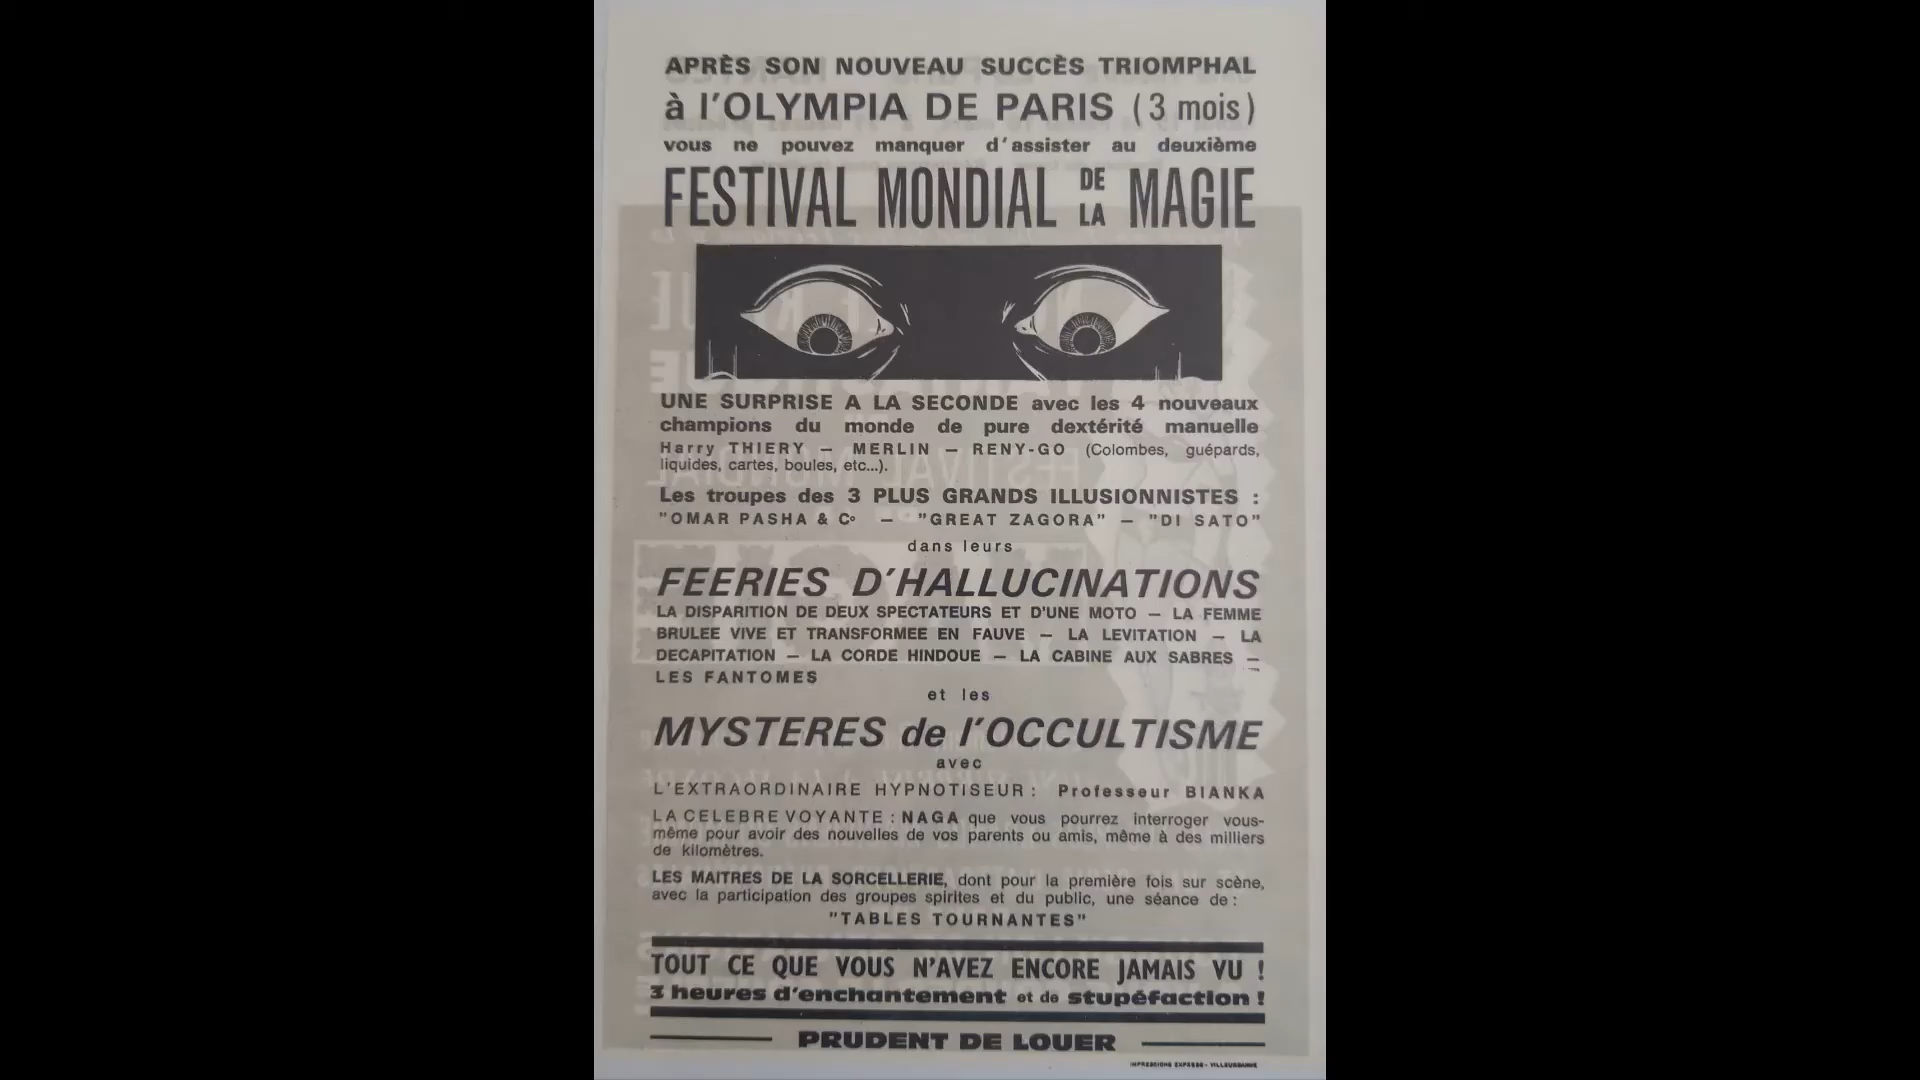 APRÈS SON NOUVEAU SUCCÈS TRIOMPHAL
à l'OLYMPIA DE PARIS (3 mois)
vous ne pouvez manquer d'assister au deuxième
FESTIVAL MONDIAL DE LA MAGIE
UNE SURPRISE A LA SECONDE avec les 4 nouveaux
champions du monde de pure dextérité manuelle
Harry THIERY – MERLIN – RENY-GO (Colombes, guépards,
liquides, cartes, boules, etc...).
Les troupes des 3 PLUS GRANDS ILLUSIONNISTES :
"OMAR PASHA & Co – "GREAT ZAGORA" – "DI SATO"
dans leurs
FEERIES D'HALLUCINATIONS
LA DISPARITION DE DEUX SPECTATEURS ET D'UNE MOTO – LA FEMME
BRULEE VIVE ET TRANSFORMEE EN FAUVE – LA LEVITATION – LA
DECAPITATION – LA CORDE HINDOUE – LA CABINE AUX SABRES –
LES FANTOMES
et les
MYSTERES de l'OCCULTISME
avec
L'EXTRAORDINAIRE HYPNOTISEUR : Professeur BIANKA
LA CELEBRE VOYANTE : NAGA que vous pourrez interroger vous-
même pour avoir des nouvelles de vos parents ou amis, même à des milliers
de kilomètres.
LES MAITRES DE LA SORCELLERIE, dont pour la première fois sur scène,
avec la participation des groupes spirites et du public, une séance de :
"TABLES TOURNANTES"
TOUT CE QUE VOUS N'AVEZ ENCORE JAMAIS VU !
3 heures d'enchantement et de stupéfaction !
PRUDENT DE LOUER
IMPRESSIONS EXPRESS - VILLEURBANNE